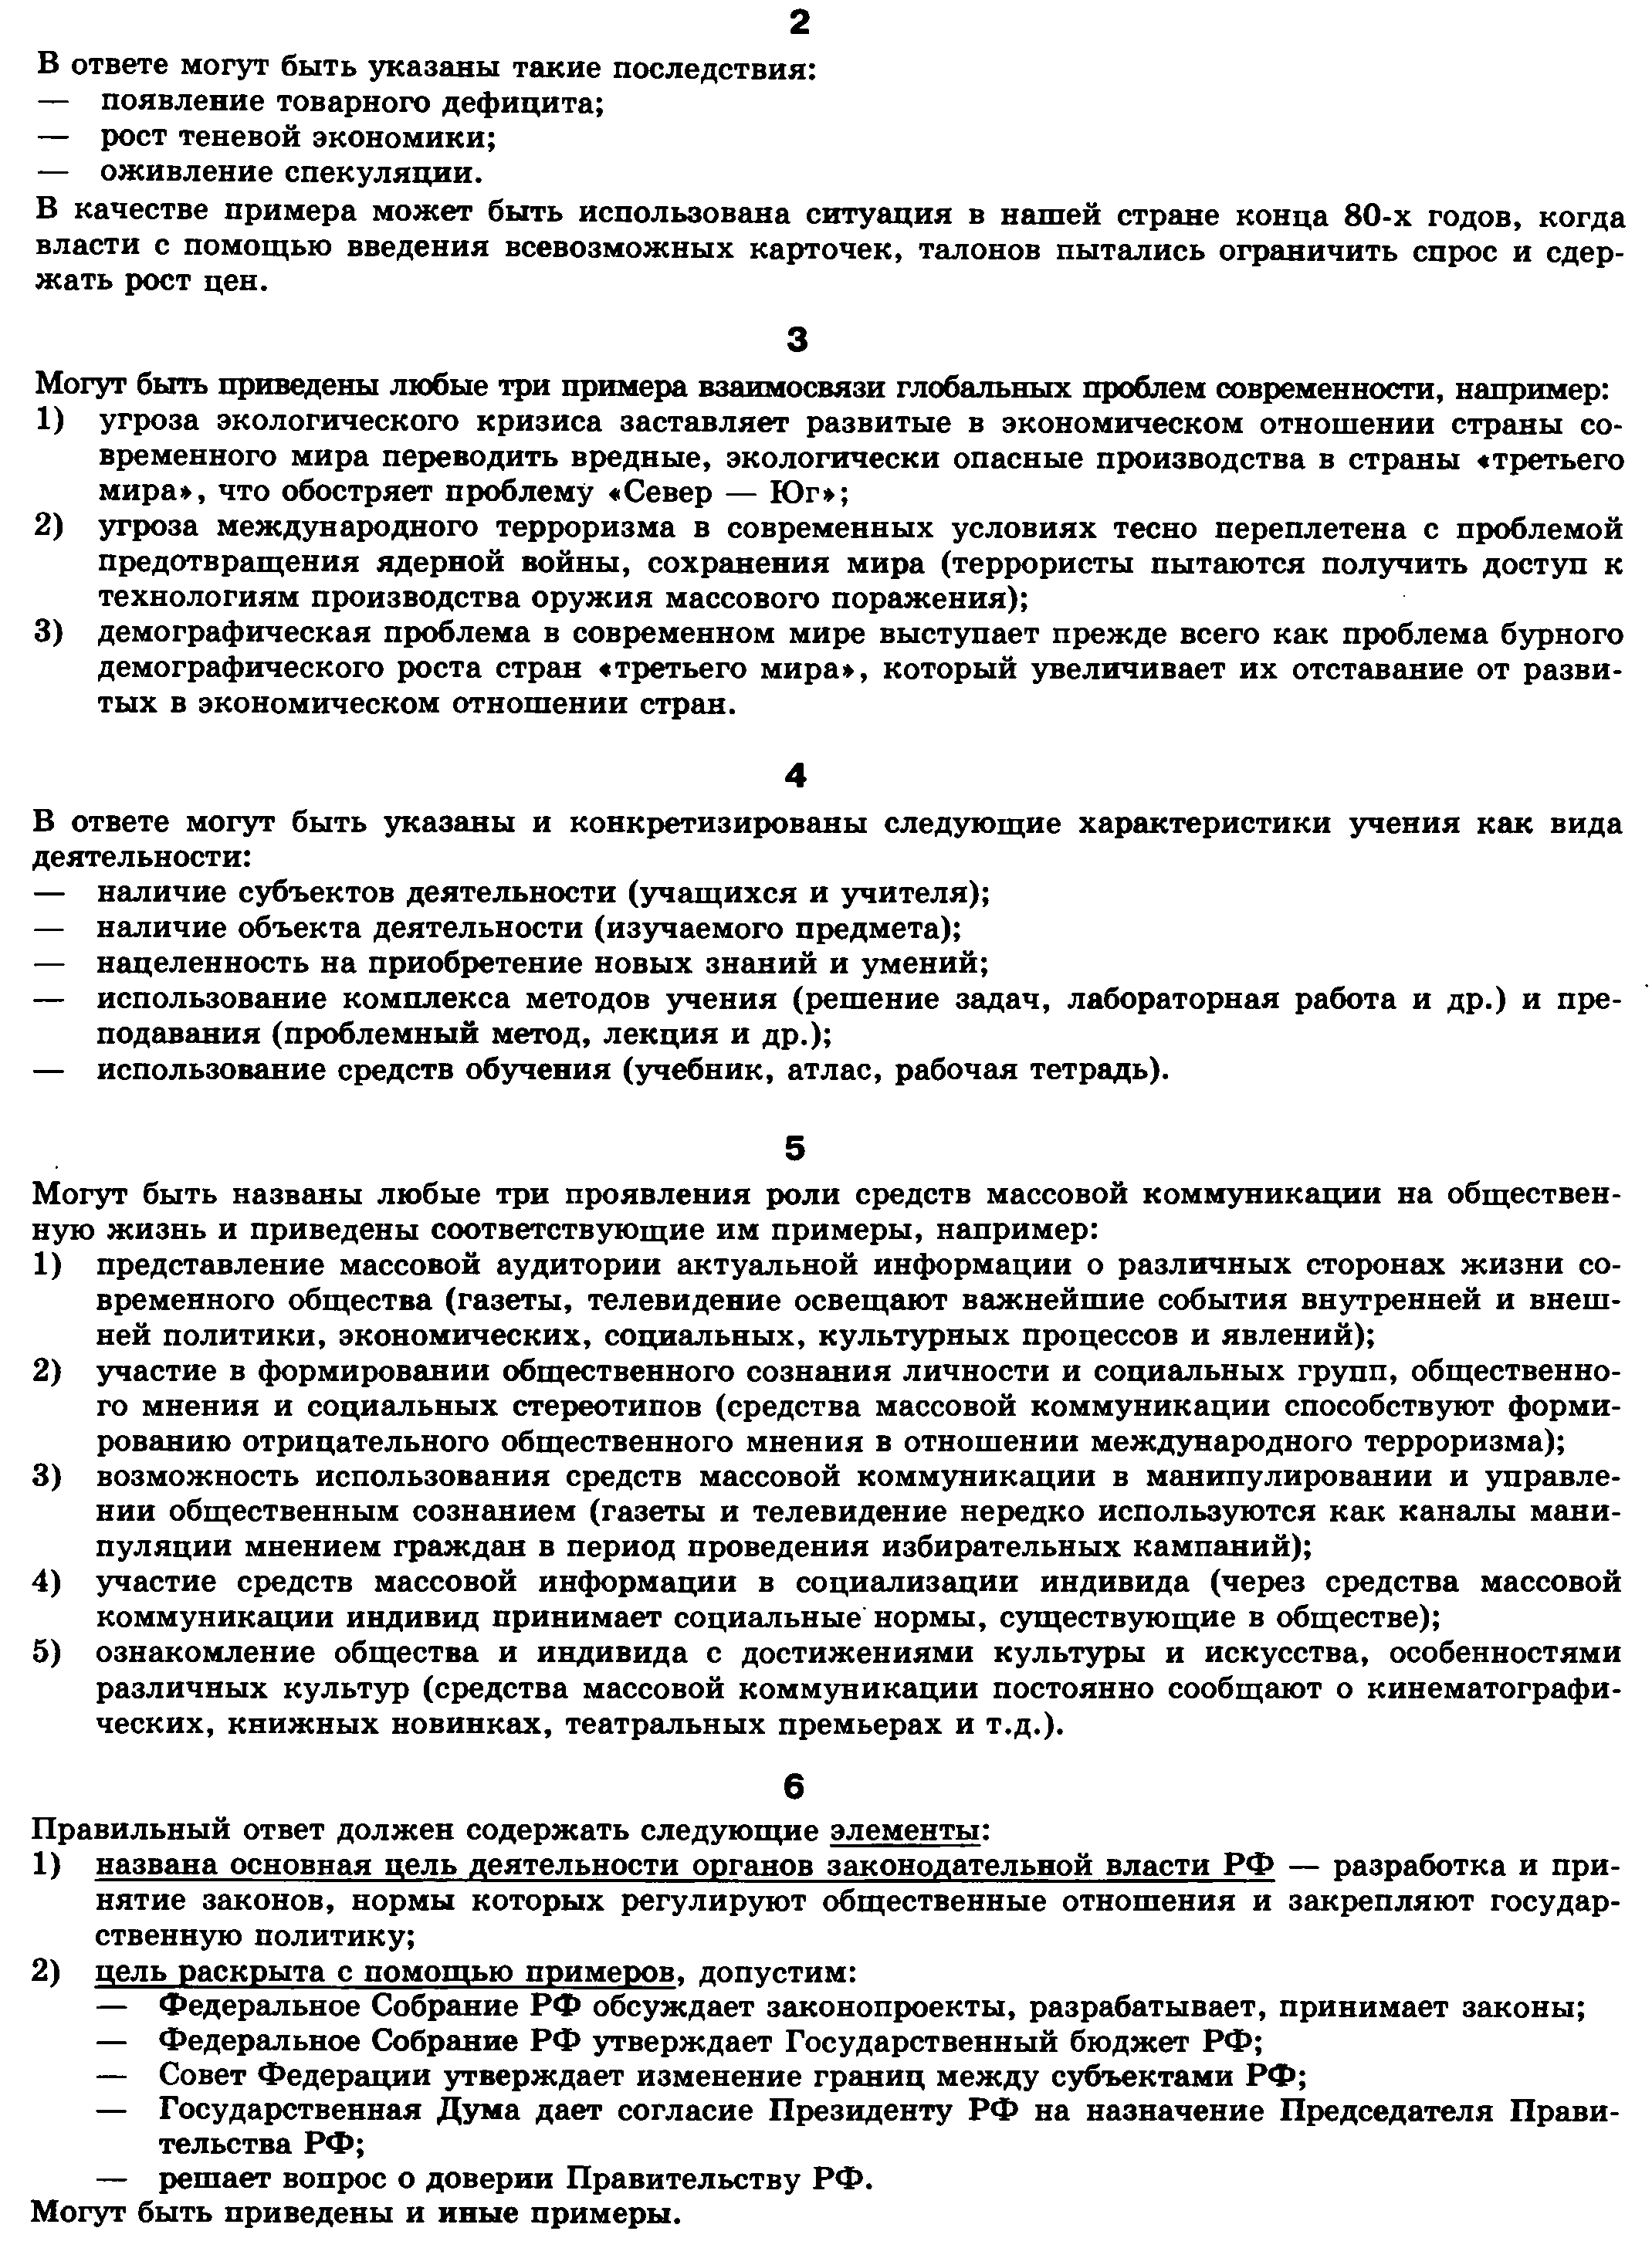 2
В ответе могут быть указаны такие последствия:
— появление товарного дефицита;
— рост теневой экономики;
— оживление спекуляции.
В качестве примера может быть использована ситуация в нашей стране конца 80-х годов, когда
власти с помощью введения всевозможных карточек, талонов пытались ограничить спрос и сдер-
жать рост цен.
3
Могут быть приведены любые три примера взаимосвязи глобальных проблем современности, например:
1) угроза экологического кризиса заставляет развитые в экономическом отношении страны со-
временного мира переводить вредные, экологически опасные производства в страны «третьего
мира», что обостряет проблему «Север — Юг»;
2) угроза международного терроризма в современных условиях тесно переплетена с проблемой
предотвращения ядерной войны, сохранения мира (террористы пытаются получить доступ к
технологиям производства оружия массового поражения);
3) демографическая проблема в современном мире выступает прежде всего как проблема бурного
демографического роста стран «третьего мира», который увеличивает их отставание от разви-
тых в экономическом отношении стран.
4
В ответе могут быть указаны и конкретизированы следующие характеристики учения как вида
деятельности:
— наличие субъектов деятельности (учащихся и учителя);
— наличие объекта деятельности (изучаемого предмета);
— нацеленность на приобретение новых знаний и умений;
— использование комплекса методов учения (решение задач, лабораторная работа и др.) и пре-
подавания (проблемный метод, лекция и др.);
— использование средств обучения (учебник, атлас, рабочая тетрадь).
5
Могут быть названы любые три проявления роли средств массовой коммуникации на обществен-
ную жизнь и приведены соответствующие им примеры, например:
1) представление массовой аудитории актуальной информации о различных сторонах жизни со-
временного общества (газеты, телевидение освещают важнейшие события внутренней и внеш-
ней политики, экономических, социальных, культурных процессов и явлений);
2) участие в формировании общественного сознания личности и социальных групп, общественно-
го мнения и социальных стереотипов (средства массовой коммуникации способствуют форми-
рованию отрицательного общественного мнения в отношении международного терроризма);
3) возможность использования средств массовой коммуникации в манипулировании и управле-
нии общественным сознанием (газеты и телевидение нередко используются как каналы мани-
пуляции мнением граждан в период проведения избирательных кампаний);
4) участие средств массовой информации в социализации индивида (через средства массовой
коммуникации индивид принимает социальные нормы, существующие в обществе);
5) ознакомление общества и индивида с достижениями культуры и искусства, особенностями
различных культур (средства массовой коммуникации постоянно сообщают о кинематографи-
ческих, книжных новинках, театральных премьерах и т.д.).
6
Правильный ответ должен содержать следующие элементы:
1) названа основная цель деятельности органов законодательной власти РФ — разработка и при-
нятие законов, нормы которых регулируют общественные отношения и закрепляют государ-
ственную политику;
2) цель раскрыта с помощью примеров, допустим:
— Федеральное Собрание РФ обсуждает законопроекты, разрабатывает, принимает законы;
— Федеральное Собрание РФ утверждает Государственный бюджет РФ;
— Совет Федерации утверждает изменение границ между субъектами РФ;
— Государственная Дума дает согласие Президенту РФ на назначение Председателя Прави-
тельства РФ;
— решает вопрос о доверии Правительству РФ.
Могут быть приведены и иные примеры.